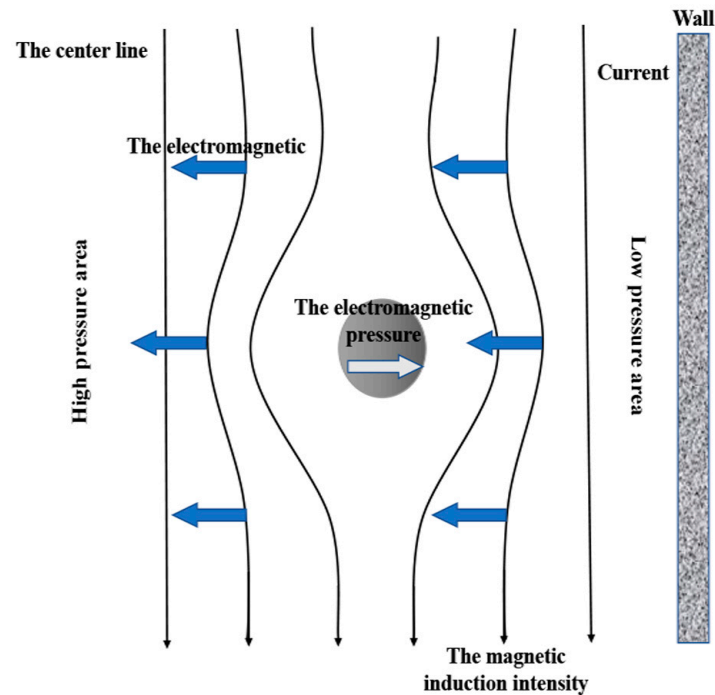 Wall
The center line
Current
The electromagnetic
High pressure area
Low pressure area
The electromagnetic
pressure
The magnetic
induction intensity